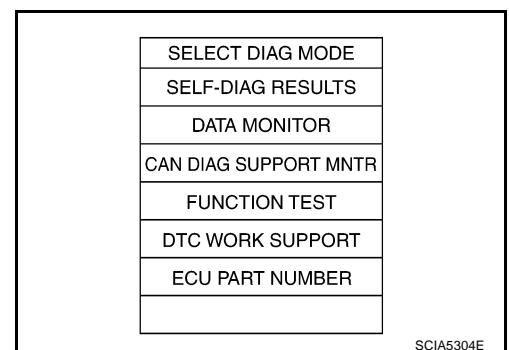 SELECT DIAG MODE
SELF-DIAG RESULTS
DATA MONITOR
CAN DIAG SUPPORT MNTR
FUNCTION TEST
DTC WORK SUPPORT
ECU PART NUMBER
SCIA5304E